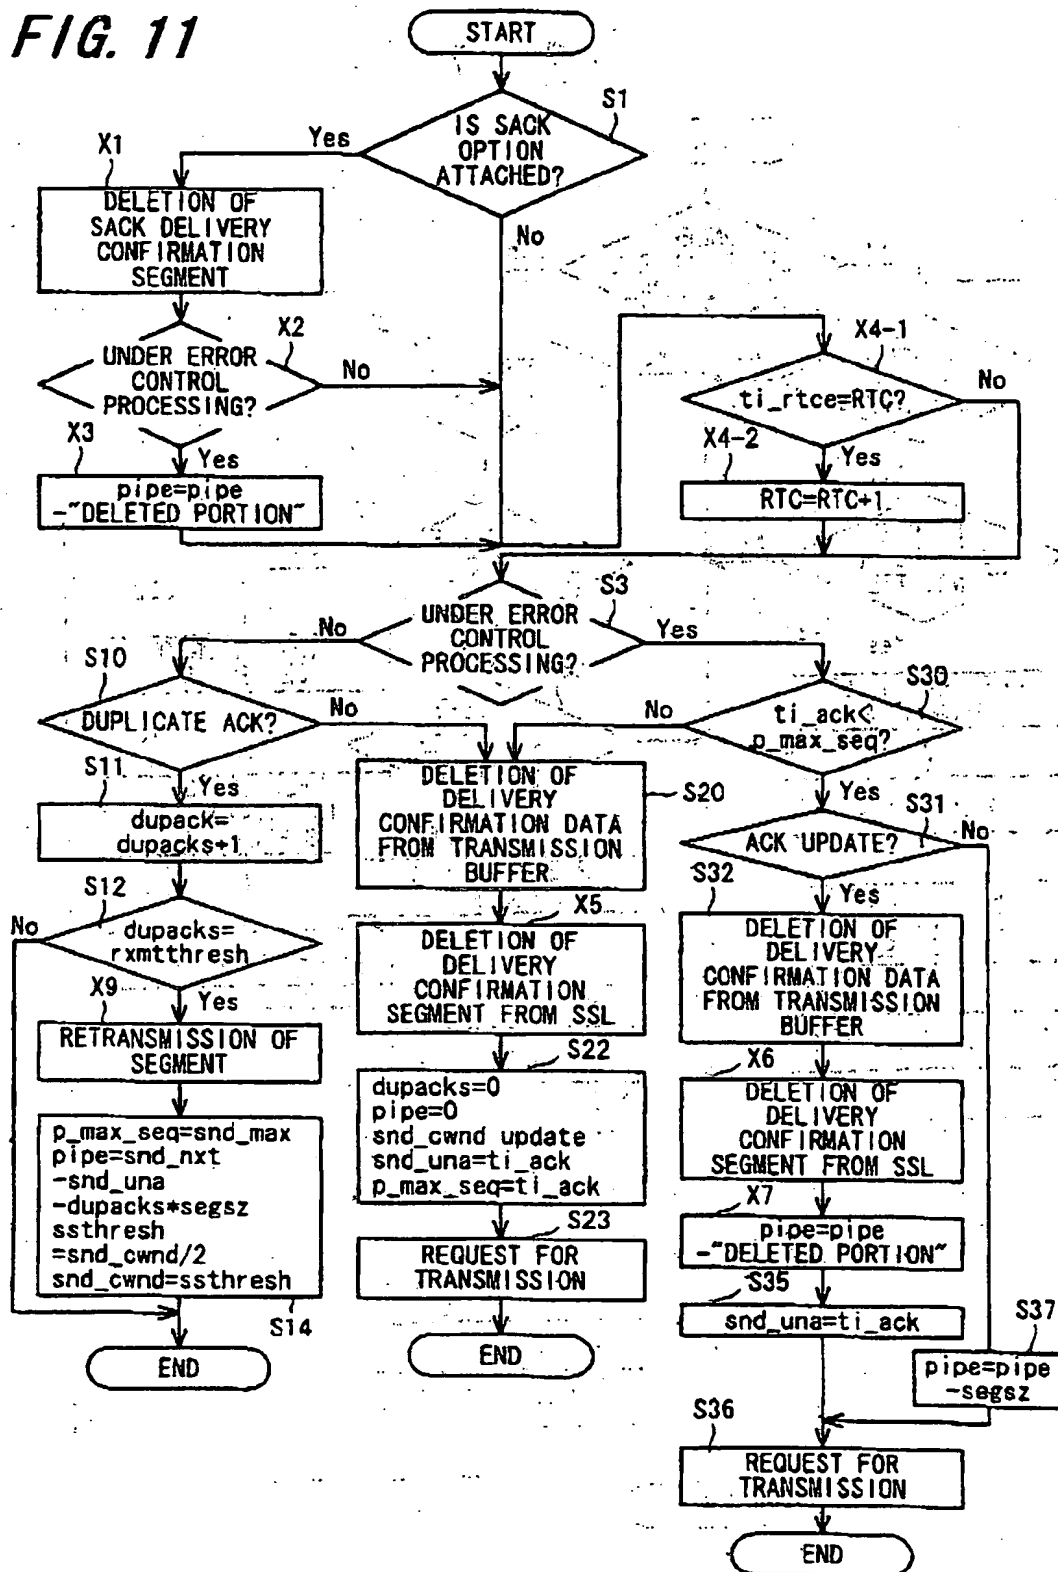 FIG. 11
START
S1
IS SACK
OPTION
ATTACHED?
Yes
No
X1
DELETION OF
SACK DELIVERY
CONFIRMATION
SEGMENT
X2
UNDER ERROR
CONTROL
PROCESSING?
No
Yes
X3
pipe=pipe
-"DELETED PORTION"
X4-1
ti_rtce=RTC?
No
Yes
X4-2
RTC=RTC+1
S3
UNDER ERROR
CONTROL
PROCESSING?
No
Yes
S10
DUPLICATE ACK?
No
Yes
S11
dupack=
dupacks+1
S12
dupacks=
rxmtthresh
No
Yes
X9
RETRANSMISSION OF
SEGMENT
p_max_seq=snd_max
pipe=snd_nxt
-snd_una
-dupacks*segsz
ssthresh
=snd_cwnd/2
snd_cwnd=ssthresh
S14
END
DELETION OF
DELIVERY
CONFIRMATION DATA
FROM TRANSMISSION
BUFFER
S20
X5
DELETION OF
DELIVERY
CONFIRMATION
SEGMENT FROM SSL
S22
dupacks=0
pipe=0
snd_cwnd update
snd_una=ti_ack
p_max_seq=ti_ack
S23
REQUEST FOR
TRANSMISSION
END
S30
ti_ack<
p_max_seq?
No
Yes
S31
ACK UPDATE?
No
Yes
S32
DELETION OF
DELIVERY
CONFIRMATION DATA
FROM TRANSMISSION
BUFFER
X6
DELETION OF
DELIVERY
CONFIRMATION
SEGMENT FROM SSL
X7
pipe=pipe
-"DELETED PORTION"
S35
snd_una=ti_ack
S37
pipe=pipe
-segsz
S36
REQUEST FOR
TRANSMISSION
END